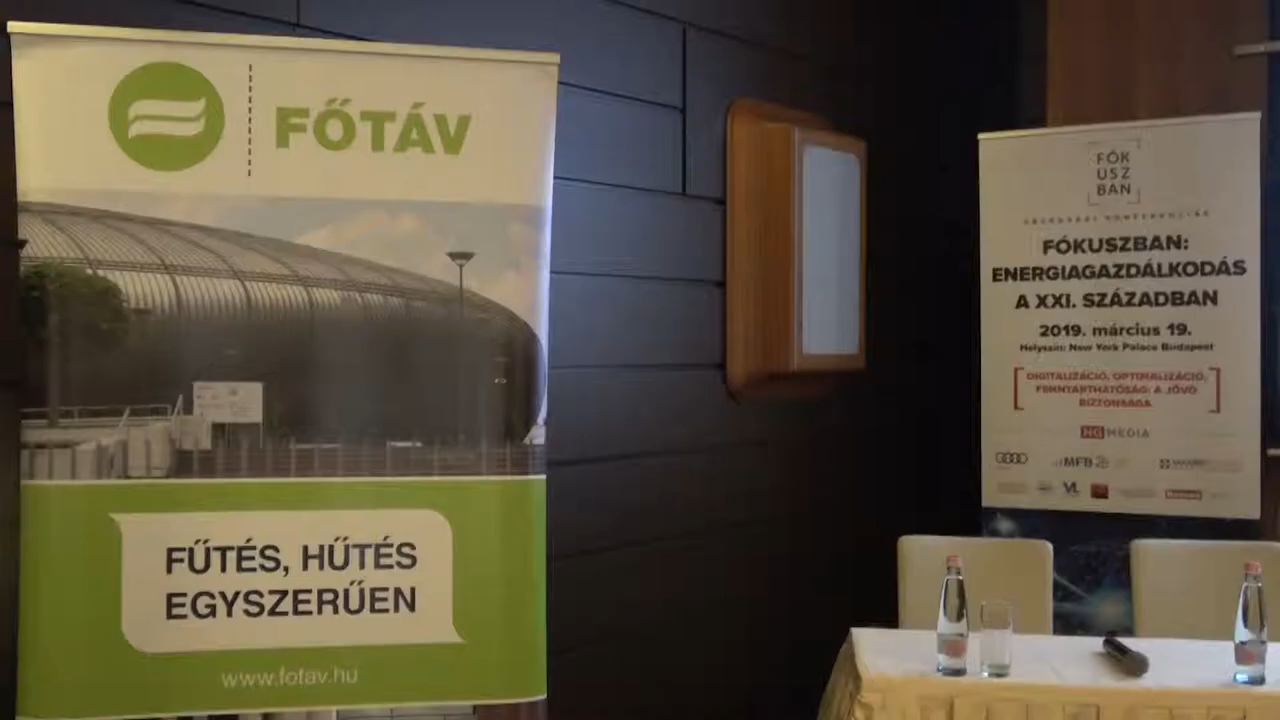 FŐTÁV
FŰTÉS, HŰTÉS
EGYSZERŰEN
www.fotav.hu
FÓK
USZ
BAN
FÓKUSZBAN:
ENERGIAGAZDÁLKODÁS
A XXI. SZÁZADBAN
2019. március 19.
Helyszín: New York Palace Budapest
DIGITALIZÁCIÓ, OPTIMALIZÁCIÓ,
FENNTARTHATÓSÁG: A JÖVŐ
BIZTONSÁGA
HG MEDIA
MFB